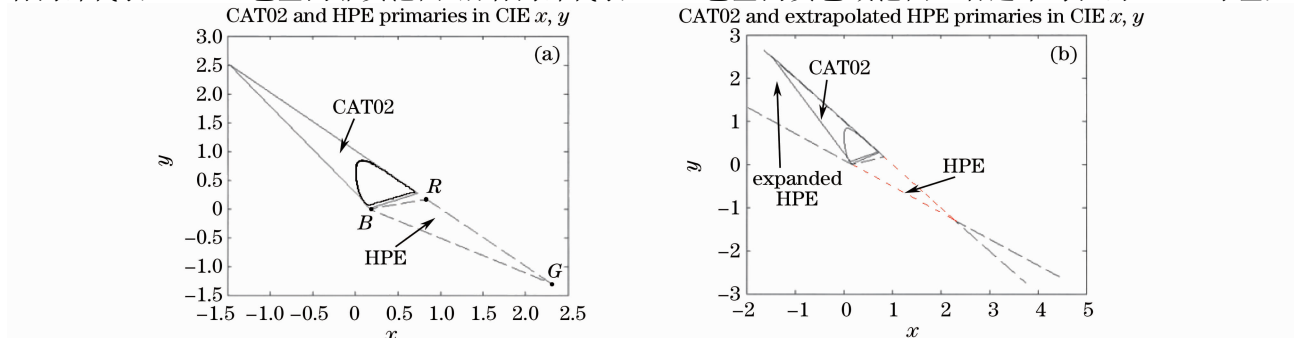 CAT02 and HPE primaries in CIE x, y
3.0
2.5
2.0
1.5
1.0
0.5
0
−0.5
−1.0
−1.5
y
(a)
CAT02
R
B
HPE
G
−1.5 −1.0 −0.5 0 0.5 1.0 1.5 2.0 2.5
x
CAT02 and extrapolated HPE primaries in CIE x, y
3
2
1
0
−1
−2
−3
y
(b)
CAT02
expanded
HPE
HPE
−2 −1 0 1 2 3 4 5
x